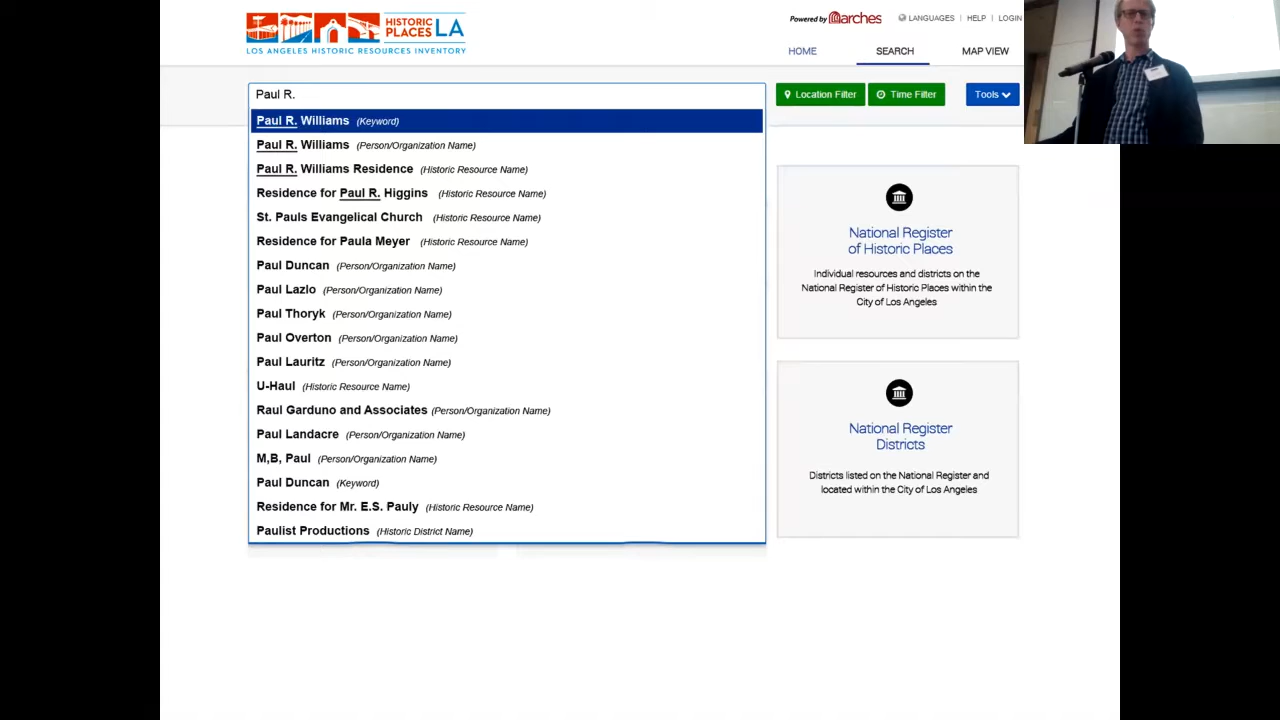 HISTORIC
PLACES LA
LOS ANGELES HISTORIC RESOURCES INVENTORY
Powered by arches
LANGUAGES | HELP | LOGIN
HOME SEARCH MAP VIEW
Paul R.
Location Filter Time Filter Tools
Paul R. Williams (Keyword)
Paul R. Williams (Person/Organization Name)
Paul R. Williams Residence (Historic Resource Name)
Residence for Paul R. Higgins (Historic Resource Name)
St. Pauls Evangelical Church (Historic Resource Name)
Residence for Paula Meyer (Historic Resource Name)
Paul Duncan (Person/Organization Name)
Paul Lazlo (Person/Organization Name)
Paul Thoryk (Person/Organization Name)
Paul Overton (Person/Organization Name)
Paul Lauritz (Person/Organization Name)
U-Haul (Historic Resource Name)
Raul Garduno and Associates (Person/Organization Name)
Paul Landacre (Person/Organization Name)
M,B, Paul (Person/Organization Name)
Paul Duncan (Keyword)
Residence for Mr. E.S. Pauly (Historic Resource Name)
Paulist Productions (Historic District Name)
National Register
of Historic Places
Individual resources and districts on the
National Register of Historic Places within the
City of Los Angeles
National Register
Districts
Districts listed on the National Register and
located within the City of Los Angeles